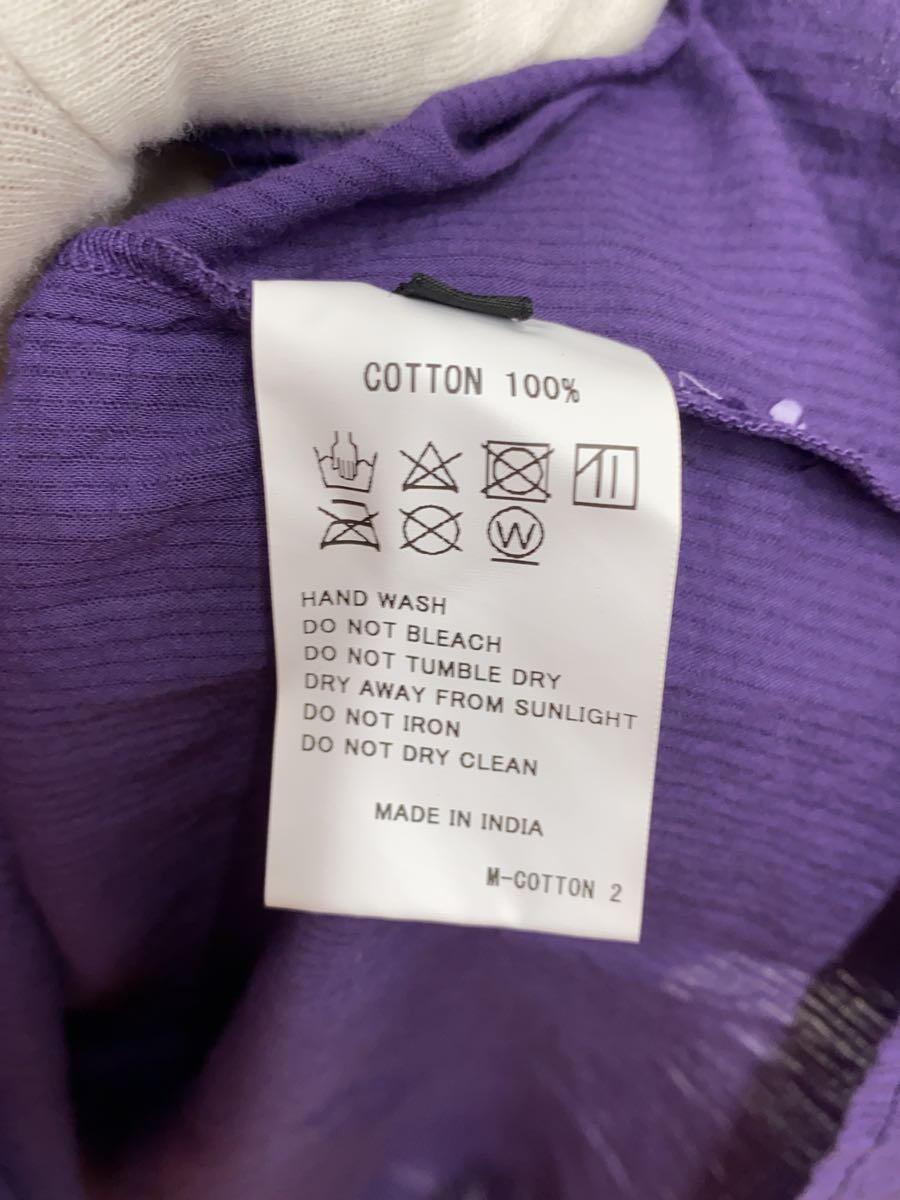 COTTON 100%
W
HAND WASH
DO NOT BLEACH
DO NOT TUMBLE DRY
DRY AWAY FROM SUNLIGHT
DO NOT IRON
DO NOT DRY CLEAN
MADE IN INDIA
M-COTTON 2